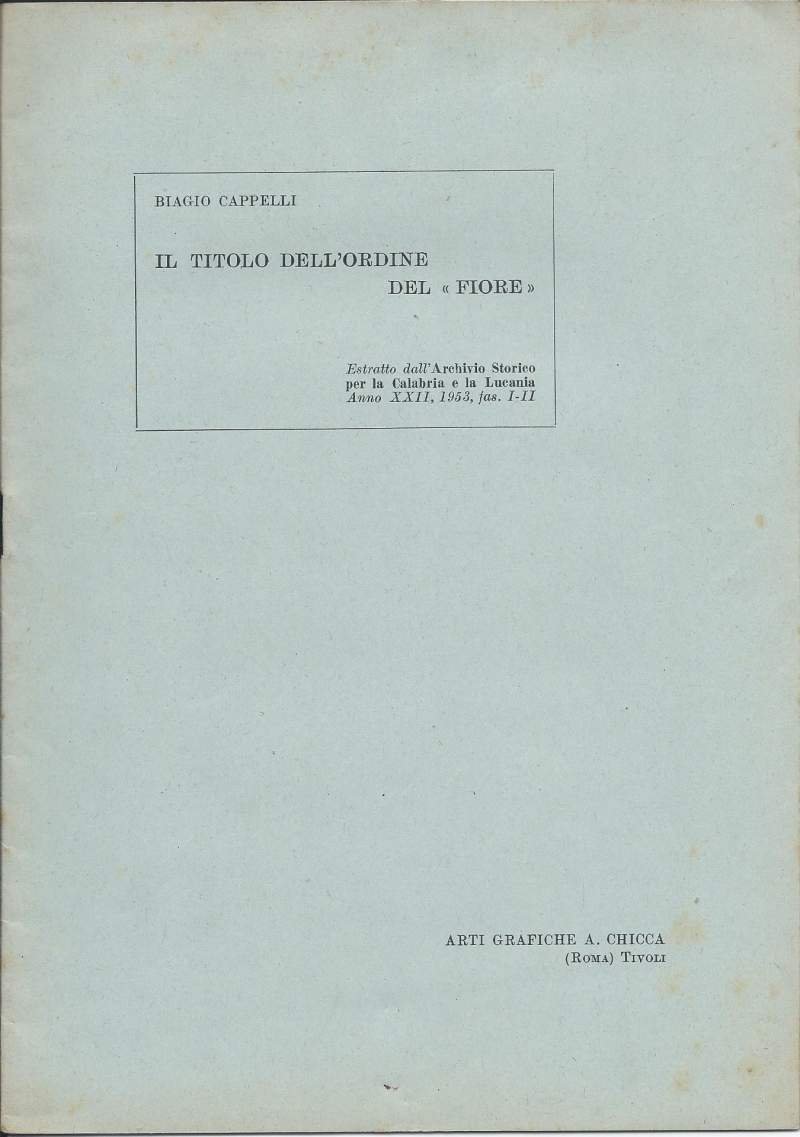 BIAGIO CAPPELLI
IL TITOLO DELL'ORDINE
DEL « FIORE »
Estratto dall'Archivio Storico
per la Calabria e la Lucania
Anno XXII, 1953, fas. I-II
ARTI GRAFICHE A. CHICCA
(ROMA) TIVOLI